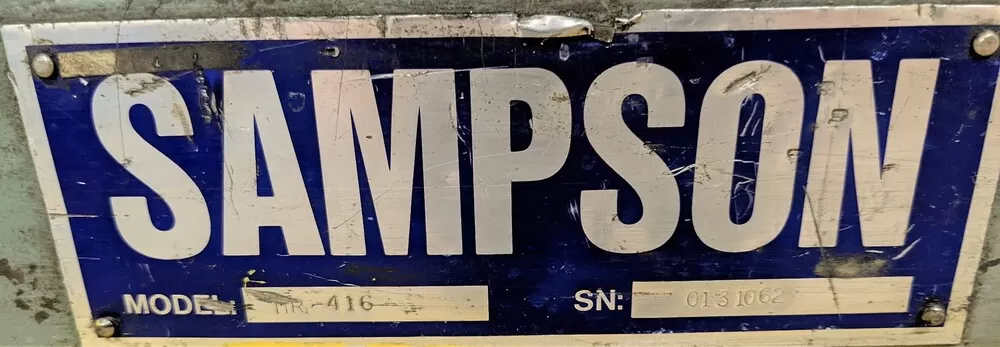 SAMPSON
MODEL: HR-416 SN: 0131062